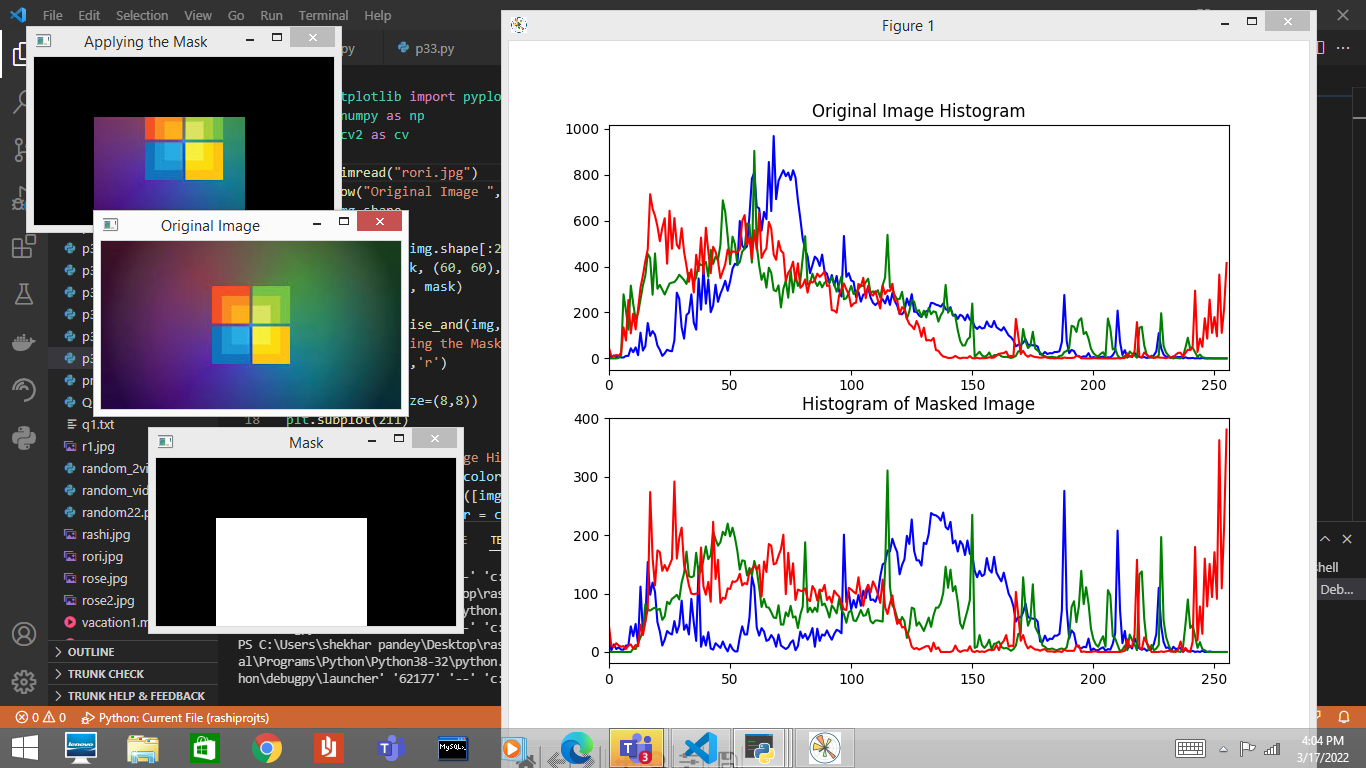 File Edit Selection View Go Run Terminal Help
Applying the Mask
Figure 1
.py
p33.py
tplotlib import pyplo
numpy as np
cv2 as cv
imread("rori.jpg")
ow("Original Image ",
Original Image
img.shape[:2
k, (60, 60),
, mask)
ise_and(img,
ing the Mask
,'r')
ze=(8,8))
18 plt.subplot(211)
Original Image Histogram
1000
800
600
400
200
0
0 50 100 150 200 250
Histogram of Masked Image
400
300
200
100
0
0 50 100 150 200 250
q1.txt
r1.jpg
random_2vi
random_vid
random22.p
rashi.jpg
rori.jpg
rose.jpg
rose2.jpg
vacation1.m
Mask
ge Hi
color
([img
r = c
OUTLINE
TRUNK CHECK
TRUNK HELP & FEEDBACK
PS C:\Users\shekhar pandey\Desktop\ras
al\Programs\Python\Python38-32\python.
hon\debugpy\launcher' '62177' '--' 'c:
shell
Deb...
0 0 Python: Current File (rashiprojts)
lenovo
MySQL
3
4:04 PM
3/17/2022